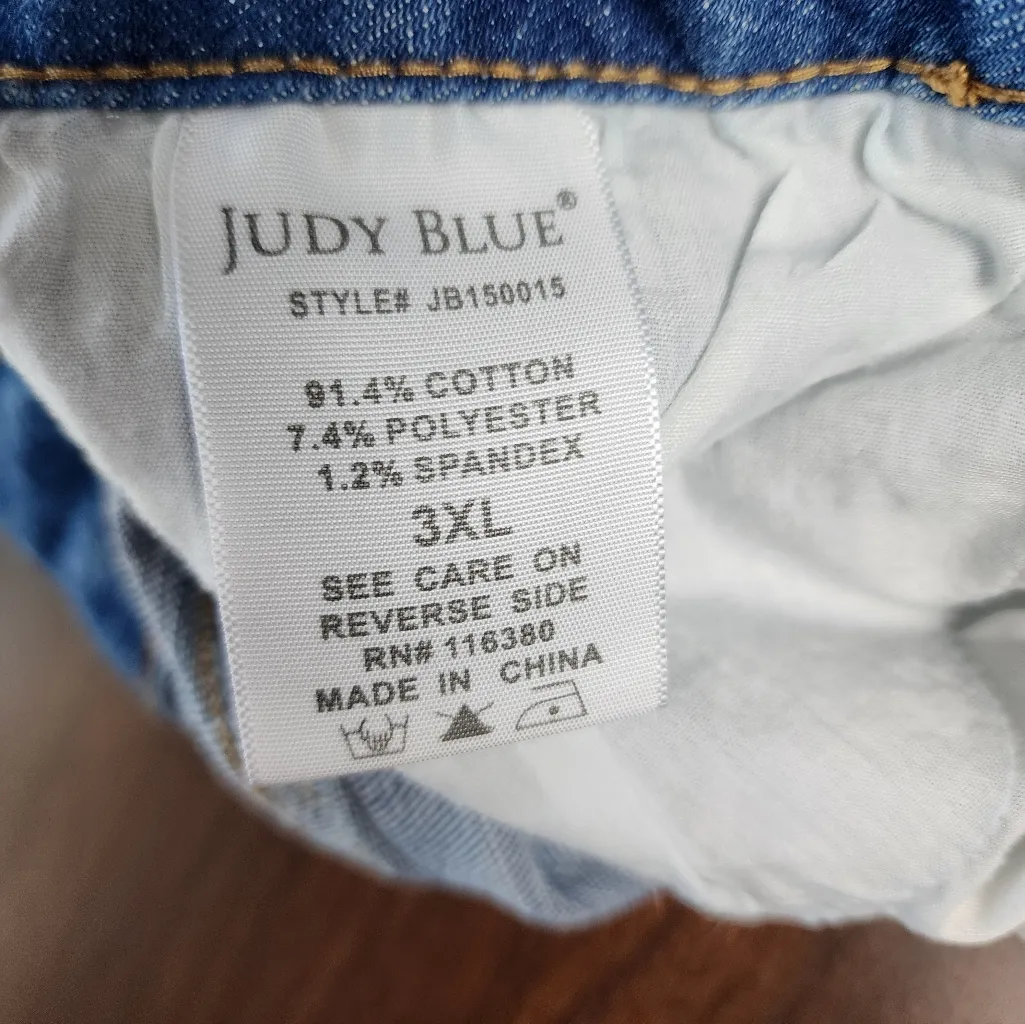 JUDY BLUE®
STYLE# JB150015
91.4% COTTON
7.4% POLYESTER
1.2% SPANDEX
3XL
SEE CARE ON
REVERSE SIDE
RN# 116380
MADE IN CHINA